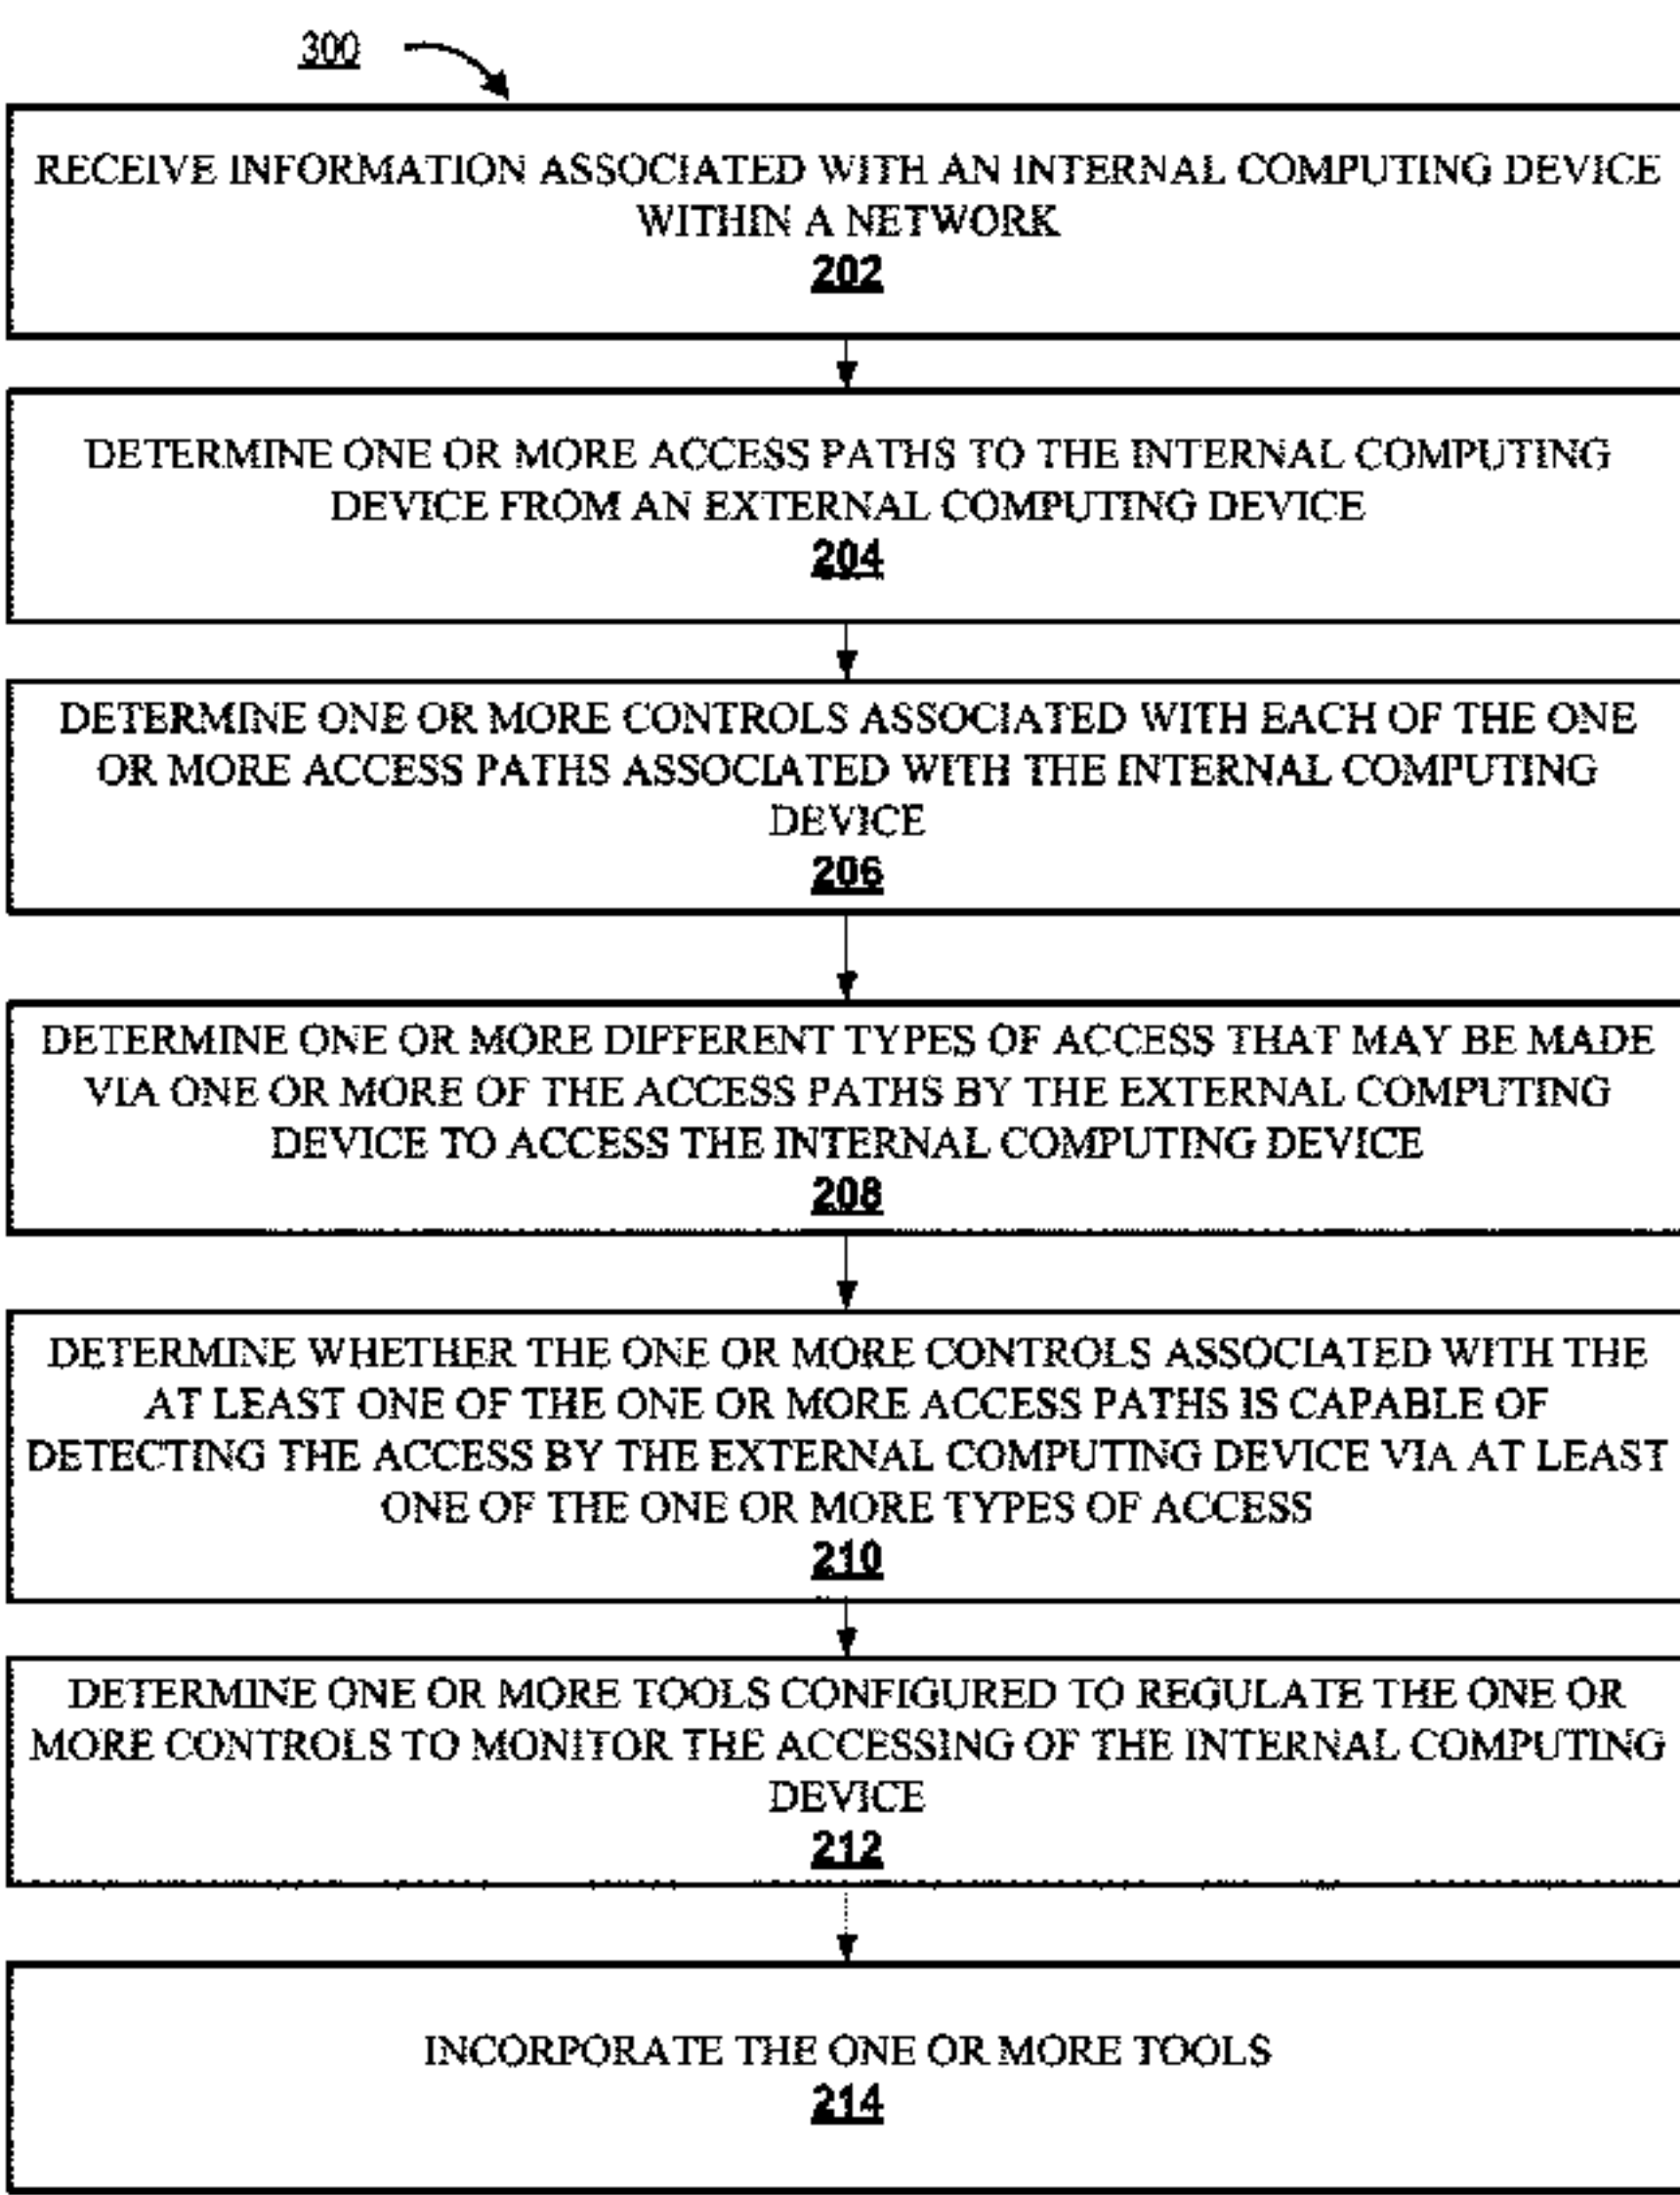 300
RECEIVE INFORMATION ASSOCIATED WITH AN INTERNAL COMPUTING DEVICE
WITHIN A NETWORK
202
DETERMINE ONE OR MORE ACCESS PATHS TO THE INTERNAL COMPUTING
DEVICE FROM AN EXTERNAL COMPUTING DEVICE
204
DETERMINE ONE OR MORE CONTROLS ASSOCIATED WITH EACH OF THE ONE
OR MORE ACCESS PATHS ASSOCIATED WITH THE INTERNAL COMPUTING
DEVICE
206
DETERMINE ONE OR MORE DIFFERENT TYPES OF ACCESS THAT MAY BE MADE
VIA ONE OR MORE OF THE ACCESS PATHS BY THE EXTERNAL COMPUTING
DEVICE TO ACCESS THE INTERNAL COMPUTING DEVICE
208
DETERMINE WHETHER THE ONE OR MORE CONTROLS ASSOCIATED WITH THE
AT LEAST ONE OF THE ONE OR MORE ACCESS PATHS IS CAPABLE OF
DETECTING THE ACCESS BY THE EXTERNAL COMPUTING DEVICE VIA AT LEAST
ONE OF THE ONE OR MORE TYPES OF ACCESS
210
DETERMINE ONE OR MORE TOOLS CONFIGURED TO REGULATE THE ONE OR
MORE CONTROLS TO MONITOR THE ACCESSING OF THE INTERNAL COMPUTING
DEVICE
212
INCORPORATE THE ONE OR MORE TOOLS
214